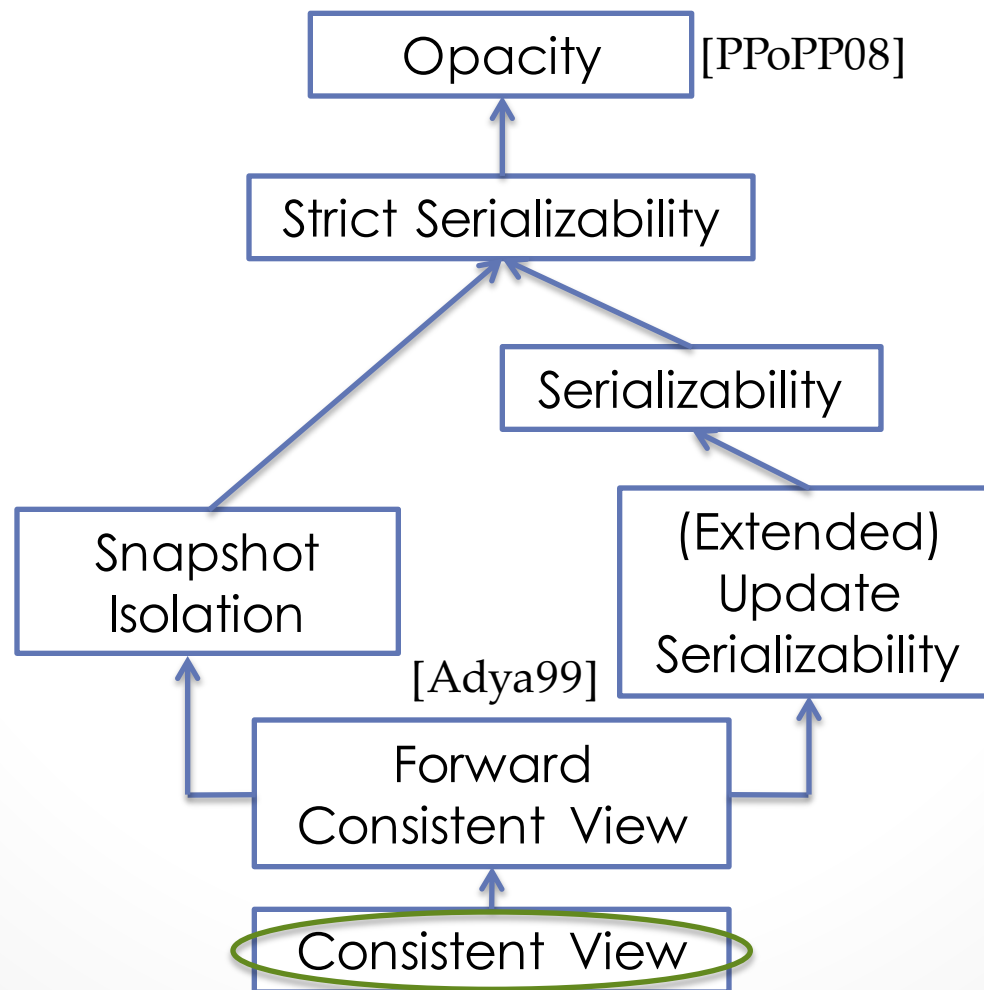 Opacity [PPoPP08]
Strict Serializability
Serializability
Snapshot
Isolation
(Extended)
Update
Serializability
[Adya99]
Forward
Consistent View
Consistent View